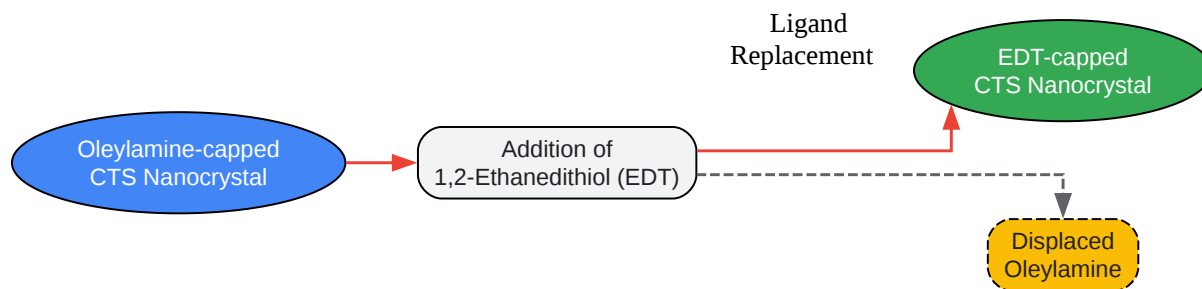 Oleylamine-capped
CTS Nanocrystal
Addition of
1,2-Ethanedithiol (EDT)
Ligand
Replacement
EDT-capped
CTS Nanocrystal
Displaced
Oleylamine